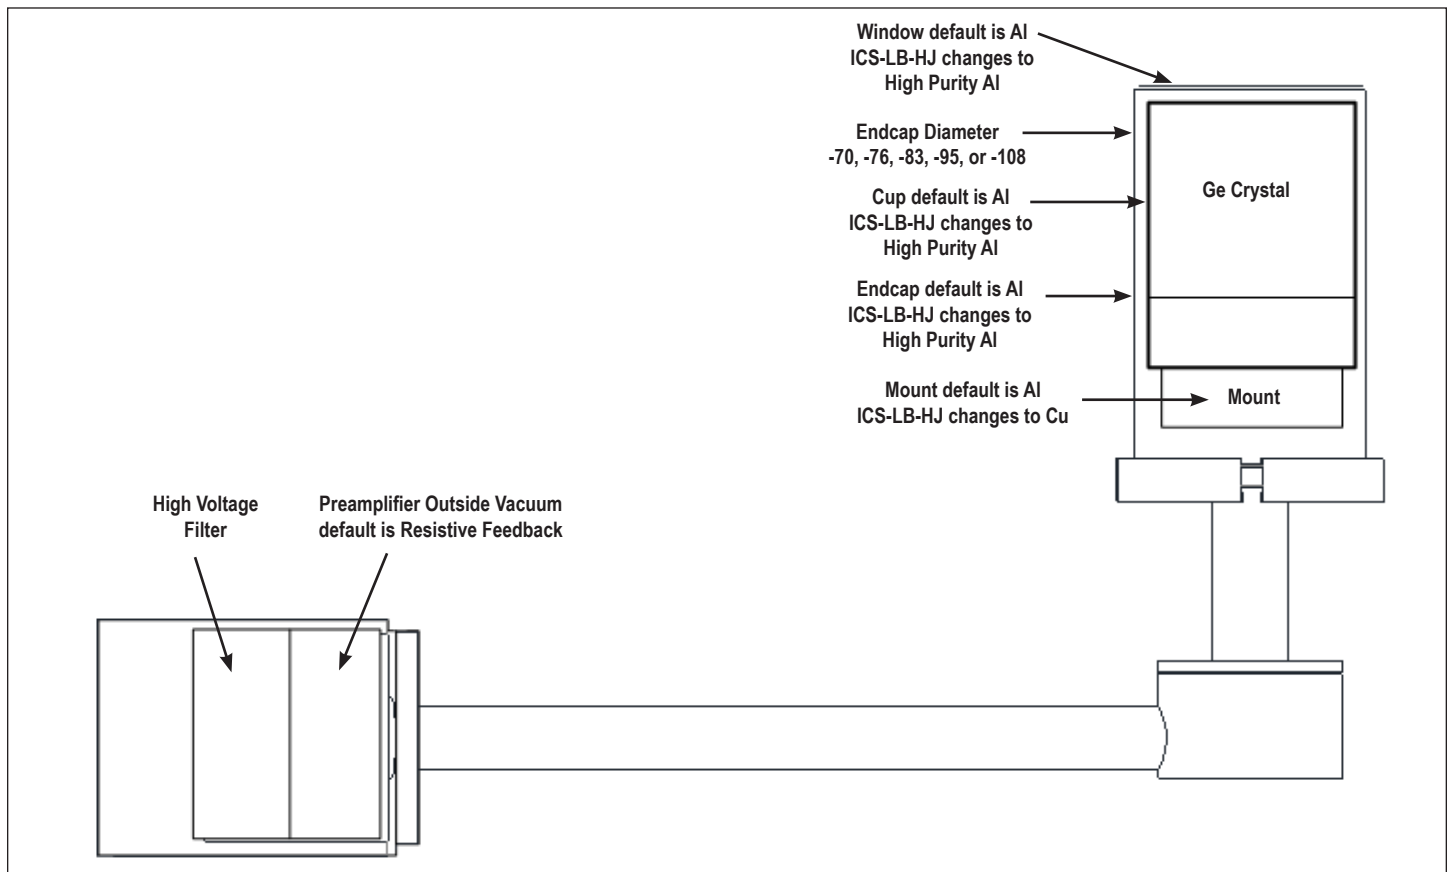 Window default is Al
ICS-LB-HJ changes to
High Purity Al
Endcap Diameter
-70, -76, -83, -95, or -108
Cup default is Al
ICS-LB-HJ changes to
High Purity Al
Endcap default is Al
ICS-LB-HJ changes to
High Purity Al
Mount default is Al
ICS-LB-HJ changes to Cu
Ge Crystal
Mount
High Voltage
Filter
Preamplifier Outside Vacuum
default is Resistive Feedback